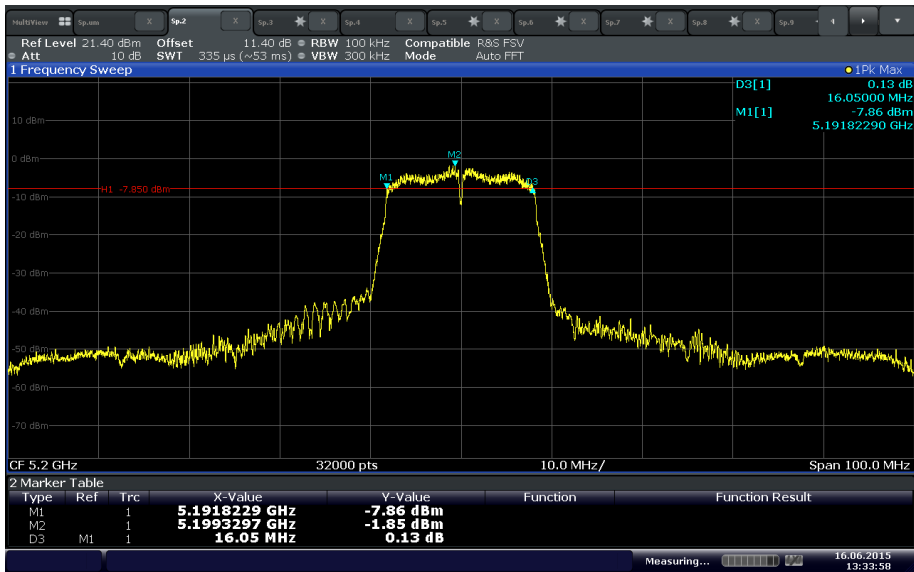 MultiView Sp.um X Sp.2 X Sp.3 X Sp.4 X Sp.5 X Sp.6 X Sp.7 X Sp.8 X Sp.9
Ref Level 21.40 dBm Offset 11.40 dB RBW 100 kHz Compatible R&S FSV
Att 10 dB SWT 335 µs (~53 ms) VBW 300 kHz Mode Auto FFT
1 Frequency Sweep 1Pk Max
D3[1] 0.13 dB
16.05000 MHz
M1[1] -7.86 dBm
5.19182290 GHz
10 dBm
0 dBm
M2
M1
D3
H1 -7.850 dBm
-10 dBm
-20 dBm
-30 dBm
-40 dBm
-50 dBm
-60 dBm
-70 dBm
CF 5.2 GHz 32000 pts 10.0 MHz/ Span 100.0 MHz
2 Marker Table
Type Ref Trc X-Value Y-Value Function Function Result
M1 1 5.1918229 GHz -7.86 dBm
M2 1 5.1993297 GHz -1.85 dBm
D3 M1 1 16.05 MHz 0.13 dB
Measuring... 16.06.2015
13:33:58